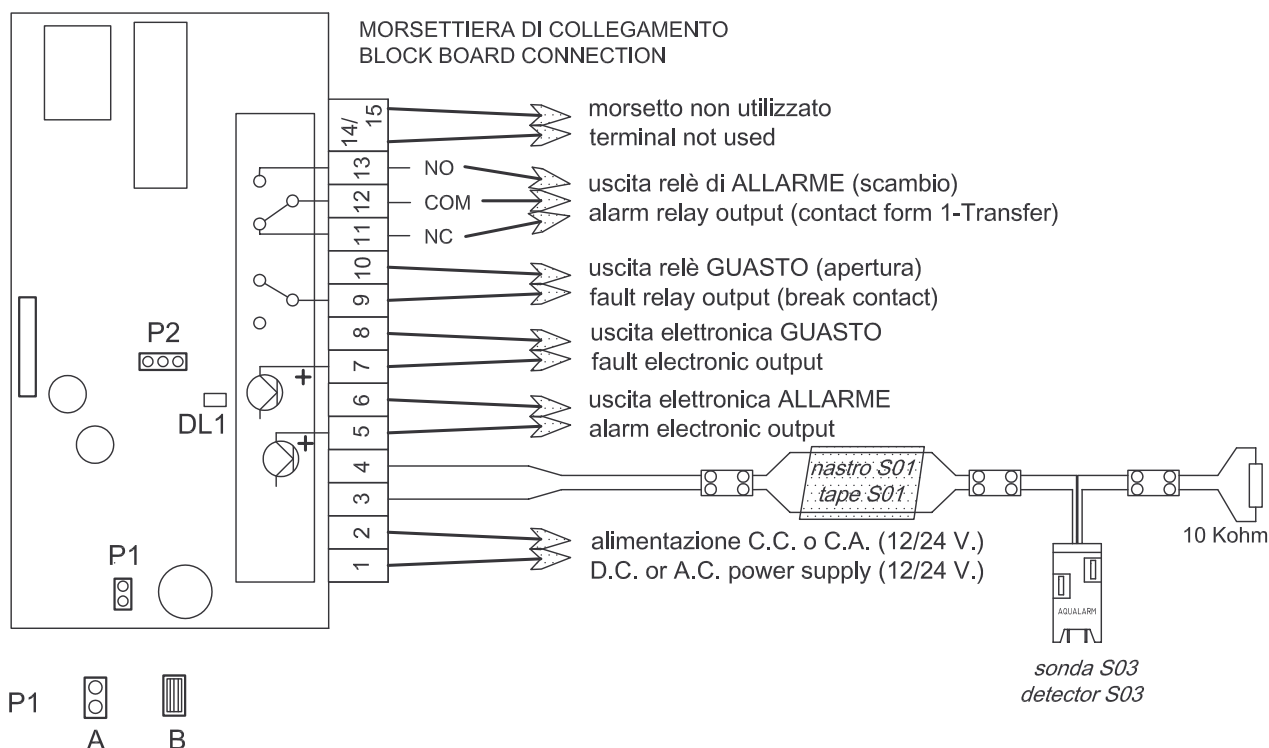 MORSETTIERA DI COLLEGAMENTO
BLOCK BOARD CONNECTION
15
14/
morsetto non utilizzato
terminal not used
13
NO
12
COM
11
NC
uscita relè di ALLARME (scambio)
alarm relay output (contact form 1-Transfer)
10
9
uscita relè GUASTO (apertura)
fault relay output (break contact)
8
7
uscita elettronica GUASTO
fault electronic output
6
5
uscita elettronica ALLARME
alarm electronic output
4
3
nastro S01
tape S01
10 Kohm
2
1
alimentazione C.C. o C.A. (12/24 V.)
D.C. or A.C. power supply (12/24 V.)
P2
DL1
+
+
P1
AQUALARM
sonda S03
detector S03
P1
A
B